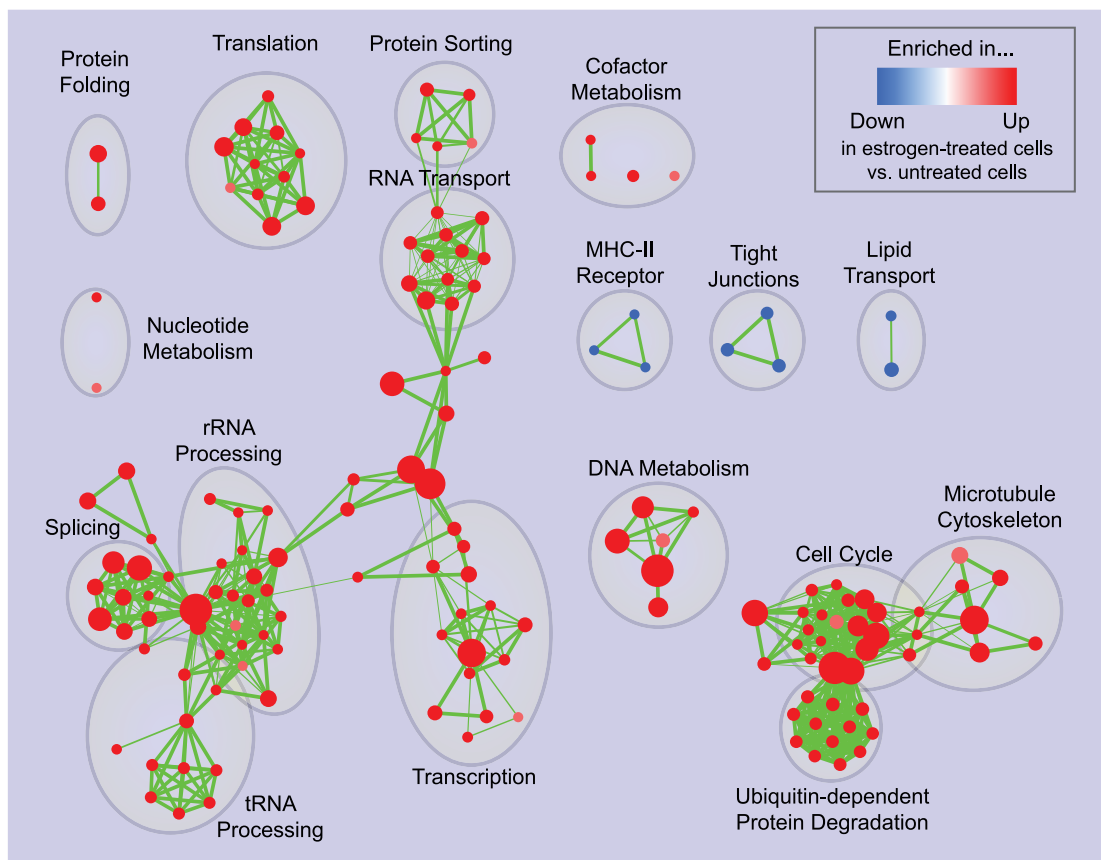 Protein
Folding
Translation
Protein Sorting
Cofactor
Metabolism
Enriched in...
Down
Up
in estrogen-treated cells
vs. untreated cells
RNA Transport
MHC-II
Receptor
Tight
Junctions
Lipid
Transport
Nucleotide
Metabolism
rRNA
Processing
Splicing
DNA Metabolism
Microtubule
Cytoskeleton
Cell Cycle
Transcription
tRNA
Processing
Ubiquitin-dependent
Protein Degradation